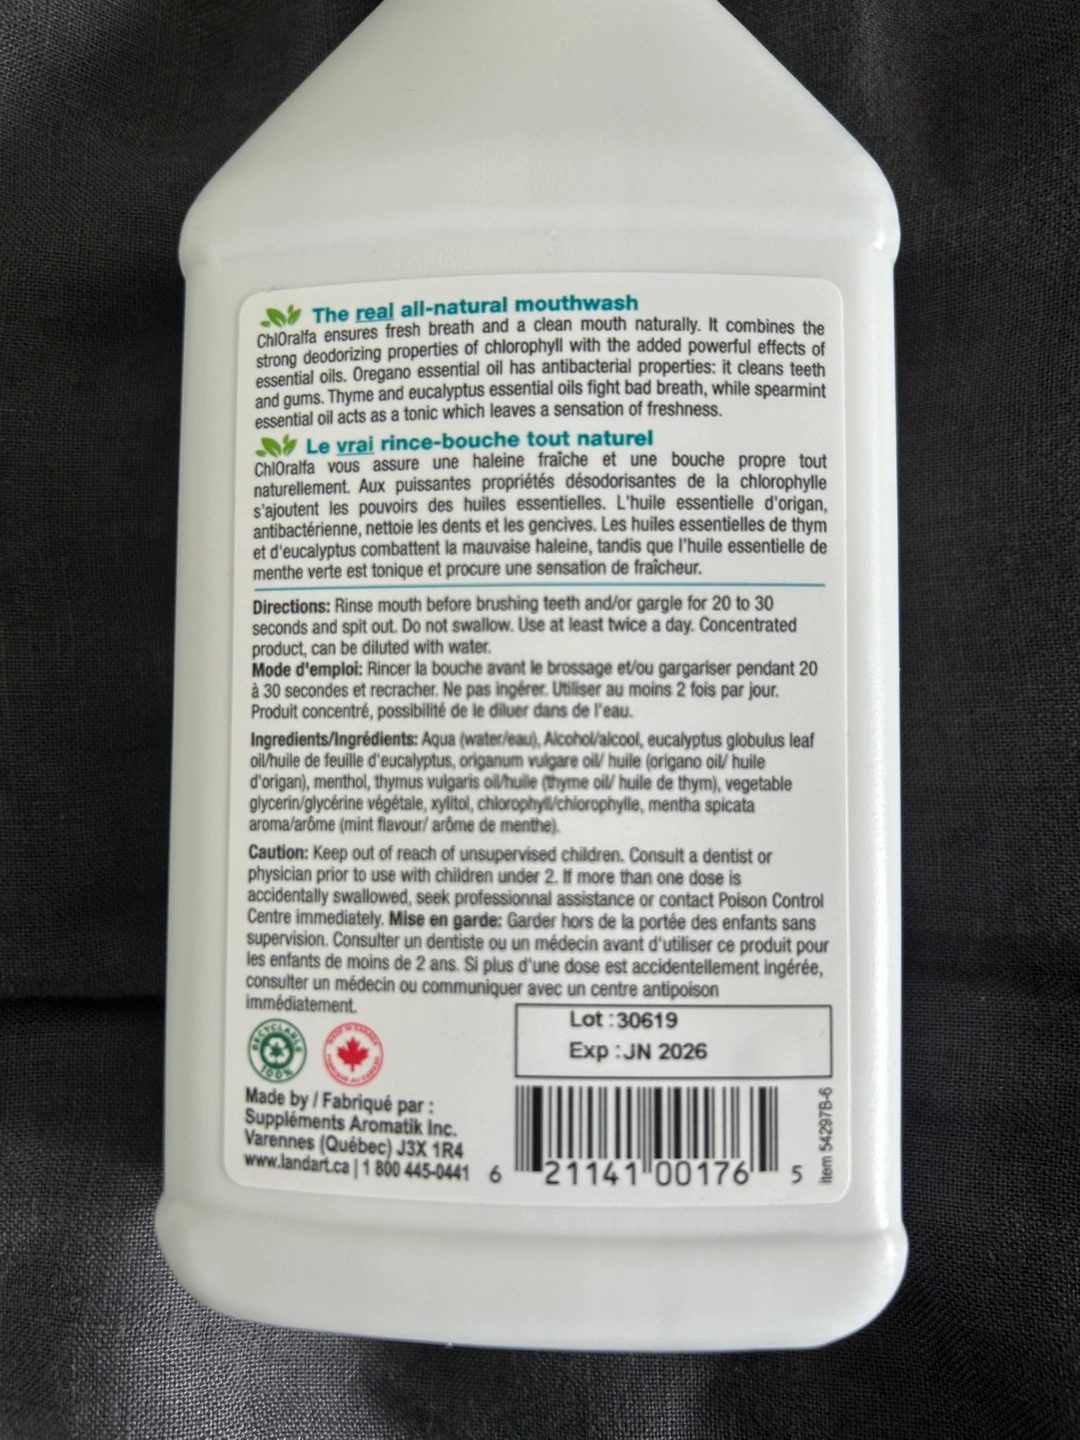 The real all-natural mouthwash
ChlOralfa ensures fresh breath and a clean mouth naturally. It combines the
strong deodorizing properties of chlorophyll with the added powerful effects of
essential oils. Oregano essential oil has antibacterial properties: it cleans teeth
and gums. Thyme and eucalyptus essential oils fight bad breath, while spearmint
essential oil acts as a tonic which leaves a sensation of freshness.
Le vrai rince-bouche tout naturel
ChlOralfa vous assure une haleine fraîche et une bouche propre tout
naturellement. Aux puissantes propriétés désodorisantes de la chlorophylle
s'ajoutent les pouvoirs des huiles essentielles. L'huile essentielle d'origan,
antibactérienne, nettoie les dents et les gencives. Les huiles essentielles de thym
et d'eucalyptus combattent la mauvaise haleine, tandis que l'huile essentielle de
menthe verte est tonique et procure une sensation de fraîcheur.
Directions: Rinse mouth before brushing teeth and/or gargle for 20 to 30
seconds and spit out. Do not swallow. Use at least twice a day. Concentrated
product, can be diluted with water.
Mode d'emploi: Rincer la bouche avant le brossage et/ou gargariser pendant 20
à 30 secondes et recracher. Ne pas ingérer. Utiliser au moins 2 fois par jour.
Produit concentré, possibilité de le diluer dans de l'eau.
Ingredients/Ingrédients: Aqua (water/eau), Alcohol/alcool, eucalyptus globulus leaf
oil/huile de feuille d'eucalyptus, origanum vulgare oil/ huile (origano oil/ huile
d'origan), menthol, thymus vulgaris oil/huile (thyme oil/ huile de thym), vegetable
glycerin/glycérine végétale, xylitol, chlorophyll/chlorophylle, mentha spicata
aroma/arôme (mint flavour/ arôme de menthe).
Caution: Keep out of reach of unsupervised children. Consult a dentist or
physician prior to use with children under 2. If more than one dose is
accidentally swallowed, seek professionnal assistance or contact Poison Control
Centre immediately. Mise en garde: Garder hors de la portée des enfants sans
supervision. Consulter un dentiste ou un médecin avant d'utiliser ce produit pour
les enfants de moins de 2 ans. Si plus d'une dose est accidentellement ingérée,
consulter un médecin ou communiquer avec un centre antipoison
immédiatement.
RECYCLABLE
100%
MADE IN CANADA
FABRIQUÉ AU CANADA
Lot :30619
Exp :JN 2026
Made by / Fabriqué par :
Suppléments Aromatik Inc.
Varennes (Québec) J3X 1R4
www.landart.ca | 1 800 445-0441
6 21141 00176 5
item 54297B-6